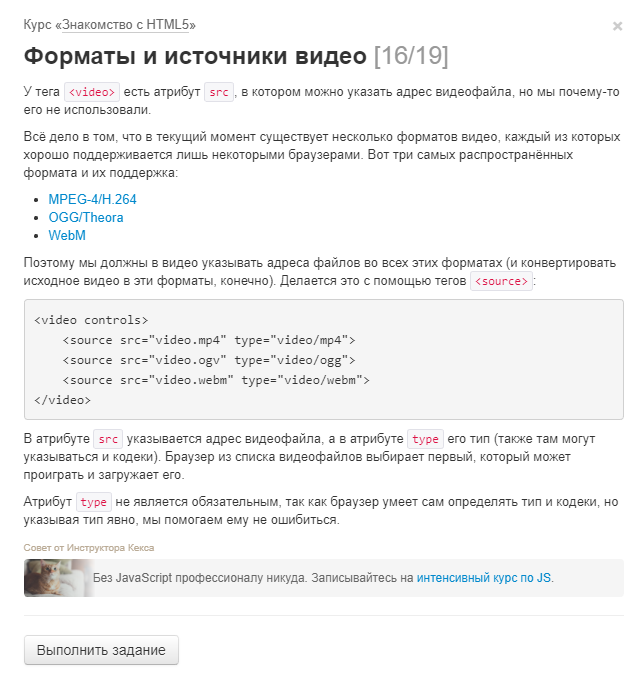 Курс «Знакомство с HTML5»
×
Форматы и источники видео [16/19]
У тега <video> есть атрибут src, в котором можно указать адрес видеофайла, но мы почему-то
его не использовали.
Всё дело в том, что в текущий момент существует несколько форматов видео, каждый из которых
хорошо поддерживается лишь некоторыми браузерами. Вот три самых распространённых
формата и их поддержка:
• MPEG-4/H.264
• OGG/Theora
• WebM
Поэтому мы должны в видео указывать адреса файлов во всех этих форматах (и конвертировать
исходное видео в эти форматы, конечно). Делается это с помощью тегов <source>:
<video controls>
    <source src="video.mp4" type="video/mp4">
    <source src="video.ogv" type="video/ogg">
    <source src="video.webm" type="video/webm">
</video>
В атрибуте src указывается адрес видеофайла, а в атрибуте type его тип (также там могут
указываться и кодеки). Браузер из списка видеофайлов выбирает первый, который может
проиграть и загружает его.
Атрибут type не является обязательным, так как браузер умеет сам определять тип и кодеки, но
указывая тип явно, мы помогаем ему не ошибиться.
Совет от Инструктора Кекса
Без JavaScript профессионалу никуда. Записывайтесь на интенсивный курс по JS.
Выполнить задание